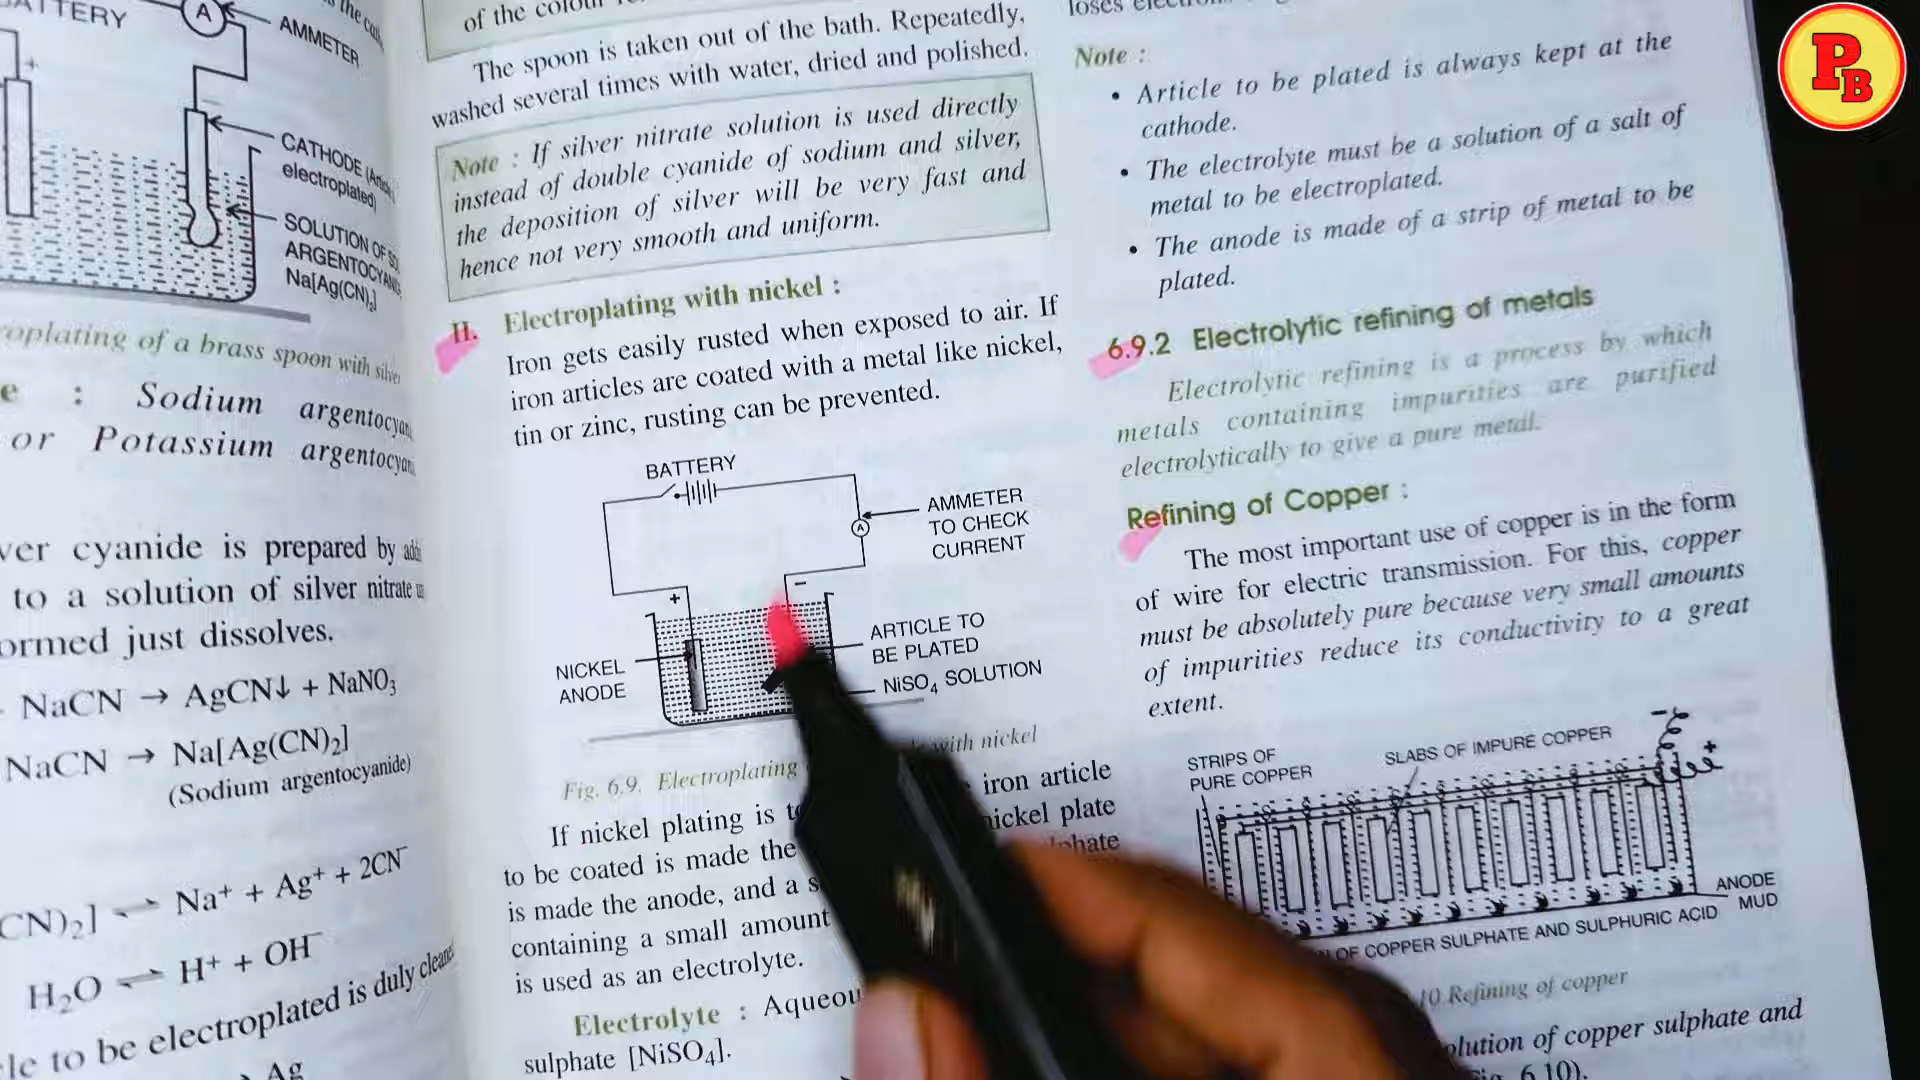 BATTERY
A
AMMETER
+
CATHODE
electroplated)
SOLUTION OF
Na[Ag(CN)2]
of a brass spoon with silver
e : Sodium
or Potassium
cyanide is prepared by
to a solution of silver nitrate
just dissolves.
NaCN → AgCN↓ + NaNO3
NaCN → Na[Ag(CN)2]
(Sodium argentocyanide)
CN)2] ⇌ Na+ + Ag+ + 2CN−
H2O ⇌ H+ + OH−
to be electroplated is duly
Ag
of the colour
The spoon is taken out of the bath. Repeatedly,
washed several times with water, dried and polished.
Note : If silver nitrate solution is used directly
instead of double cyanide of sodium and silver,
the deposition of silver will be very fast and
hence not very smooth and uniform.
II. Electroplating with nickel :
Iron gets easily rusted when exposed to air. If
iron articles are coated with a metal like nickel,
tin or zinc, rusting can be prevented.
BATTERY
AMMETER
TO CHECK
CURRENT
A
+
−
NICKEL
ANODE
ARTICLE TO
BE PLATED
NiSO4 SOLUTION
Fig. 6.9. Electroplating with nickel
If nickel plating is iron article
to be coated is made the nickel plate
is made the anode, and a
containing a small amount
is used as an electrolyte.
Electrolyte :
sulphate [NiSO4].
loses
Note :
• Article to be plated is always kept at the
cathode.
• The electrolyte must be a solution of a salt of
metal to be electroplated.
• The anode is made of a strip of metal to be
plated.
6.9.2 Electrolytic refining of metals
Electrolytic refining is a process by which
metals containing impurities are purified
electrolytically to give a pure metal.
Refining of Copper :
The most important use of copper is in the form
of wire for electric transmission. For this, copper
must be absolutely pure because very small amounts
of impurities reduce its conductivity to a great
extent.
STRIPS OF
PURE COPPER
SLABS OF IMPURE COPPER
−
+
ANODE
MUD
OF COPPER SULPHATE AND SULPHURIC ACID
10 Refining of copper
of copper sulphate and
6.10).
PB